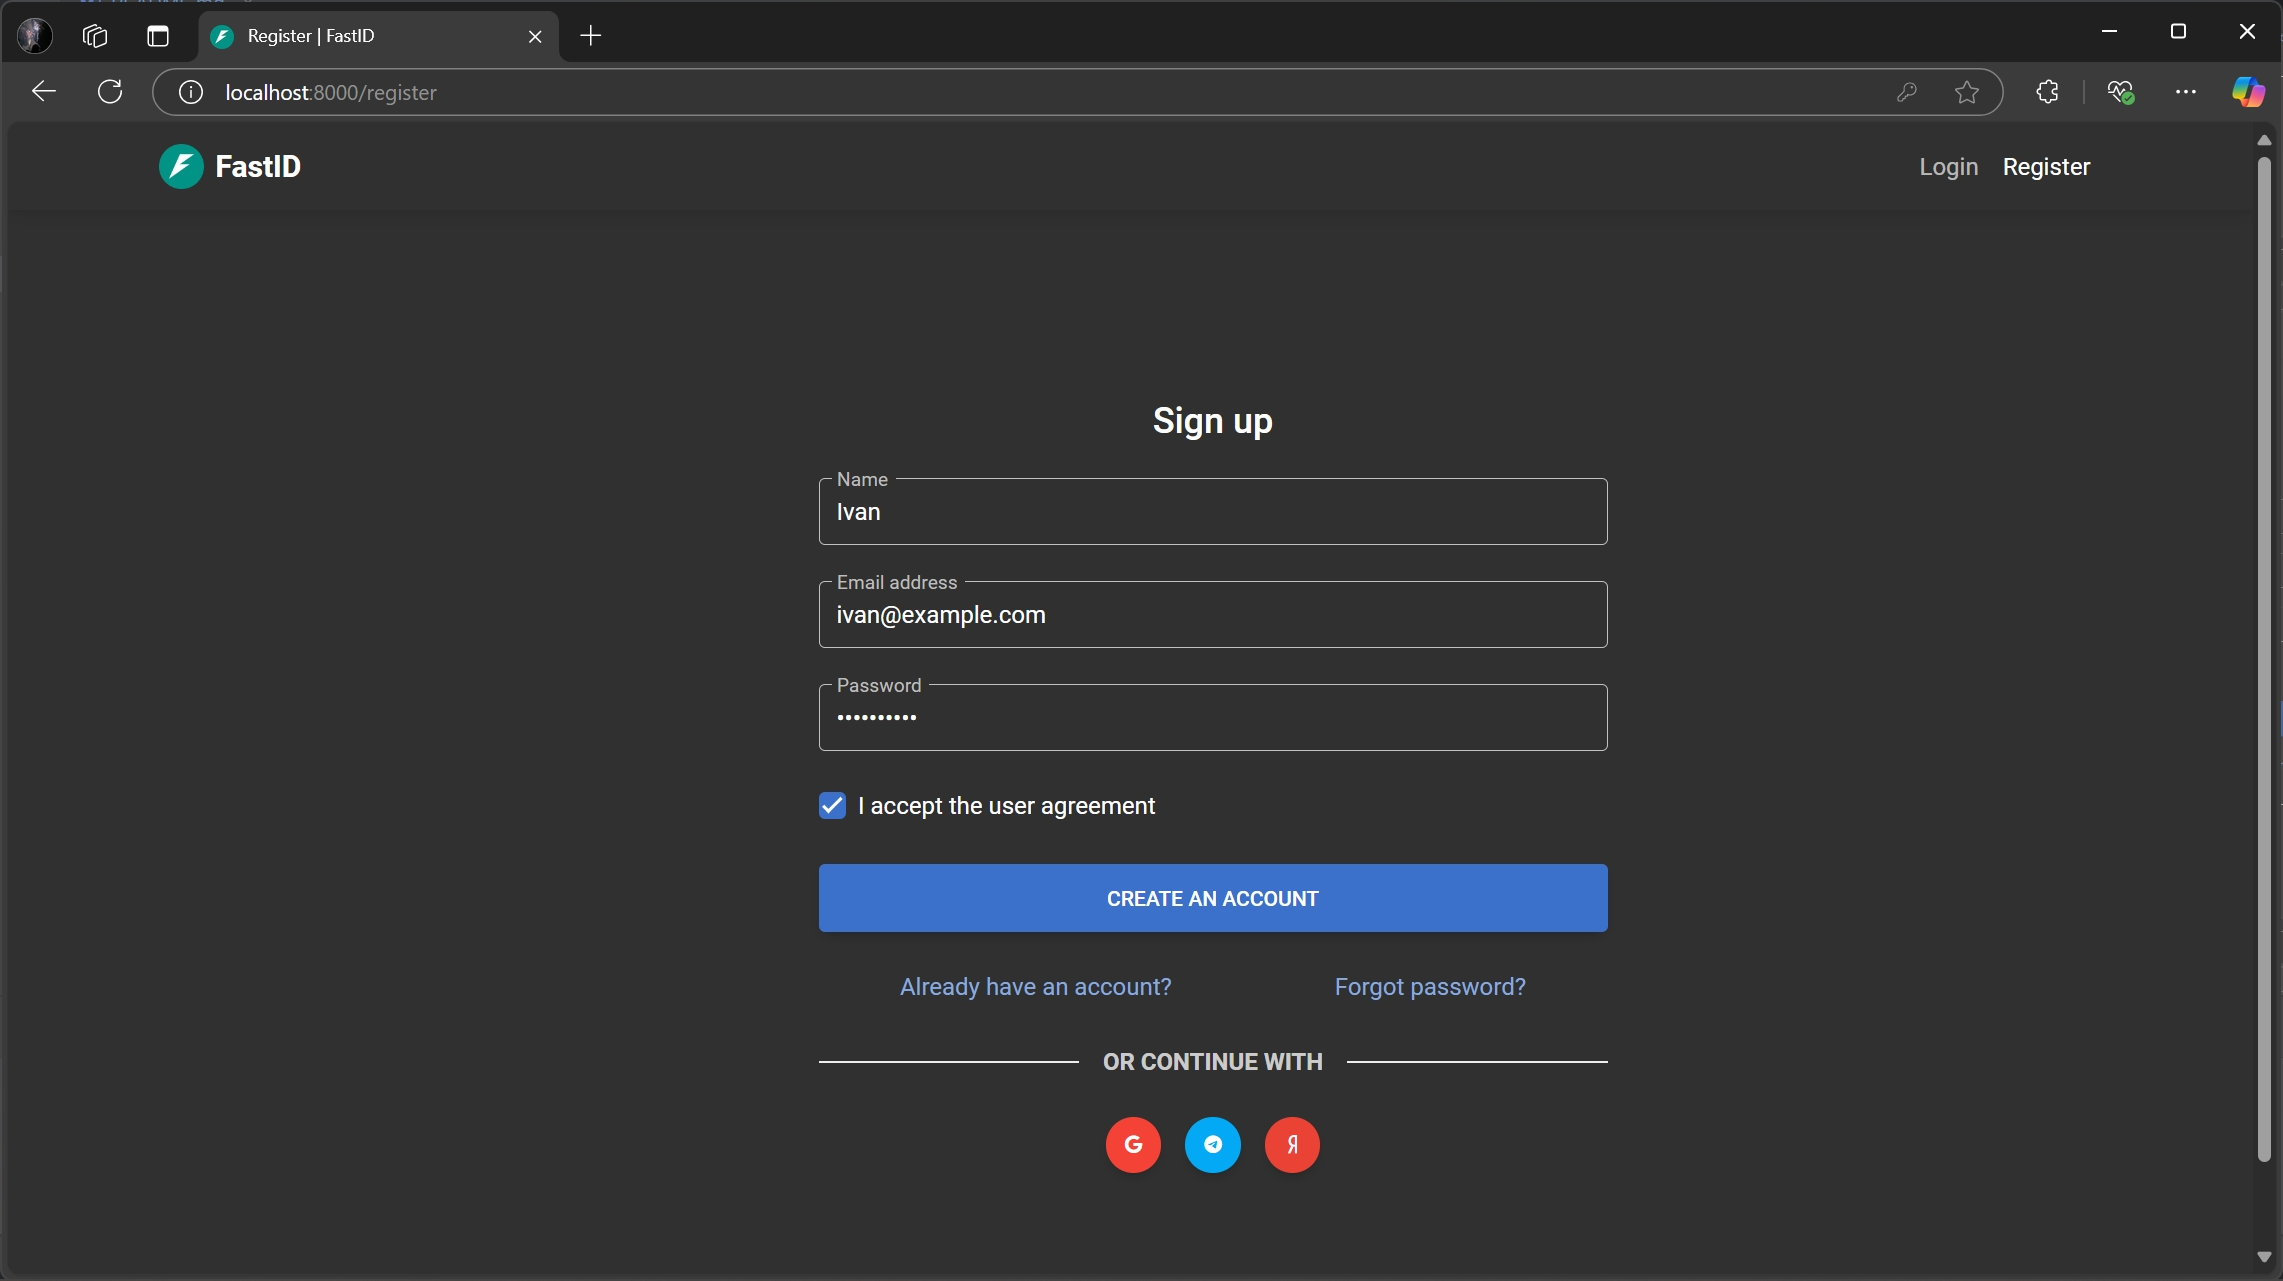 Register | FastID
localhost:8000/register
FastID
Login Register
Sign up
Name
Ivan
Email address
ivan@example.com
Password
••••••••••
I accept the user agreement
CREATE AN ACCOUNT
Already have an account? Forgot password?
OR CONTINUE WITH
G Я